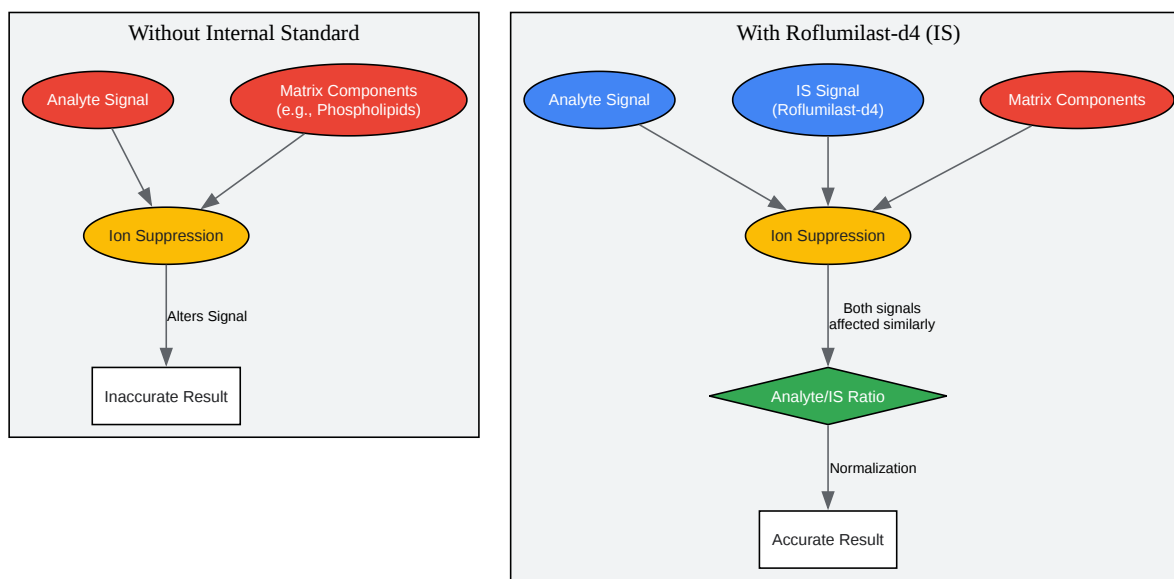 Without Internal Standard
Analyte Signal
Matrix Components
(e.g., Phospholipids)
Ion Suppression
Alters Signal
Inaccurate Result
With Roflumilast-d4 (IS)
Analyte Signal
IS Signal
(Roflumilast-d4)
Matrix Components
Ion Suppression
Both signals
affected similarly
Analyte/IS Ratio
Normalization
Accurate Result